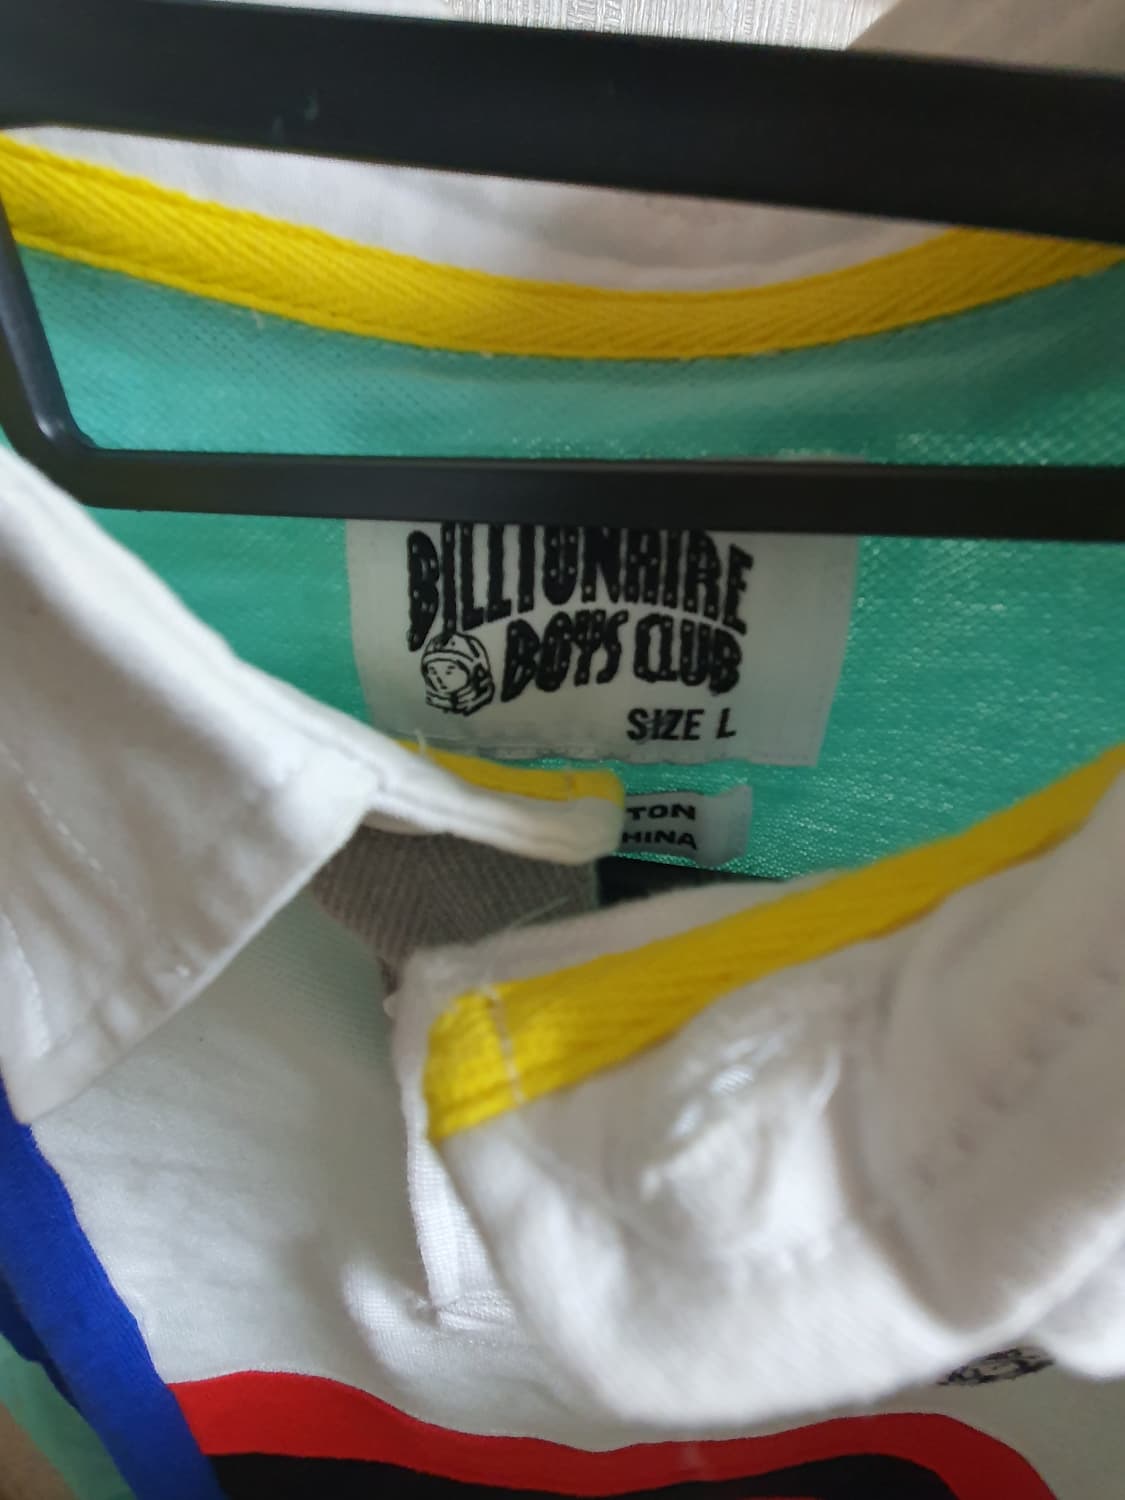 BILLIONAIRE
BOYS CLUB
SIZE L
TON
HINA